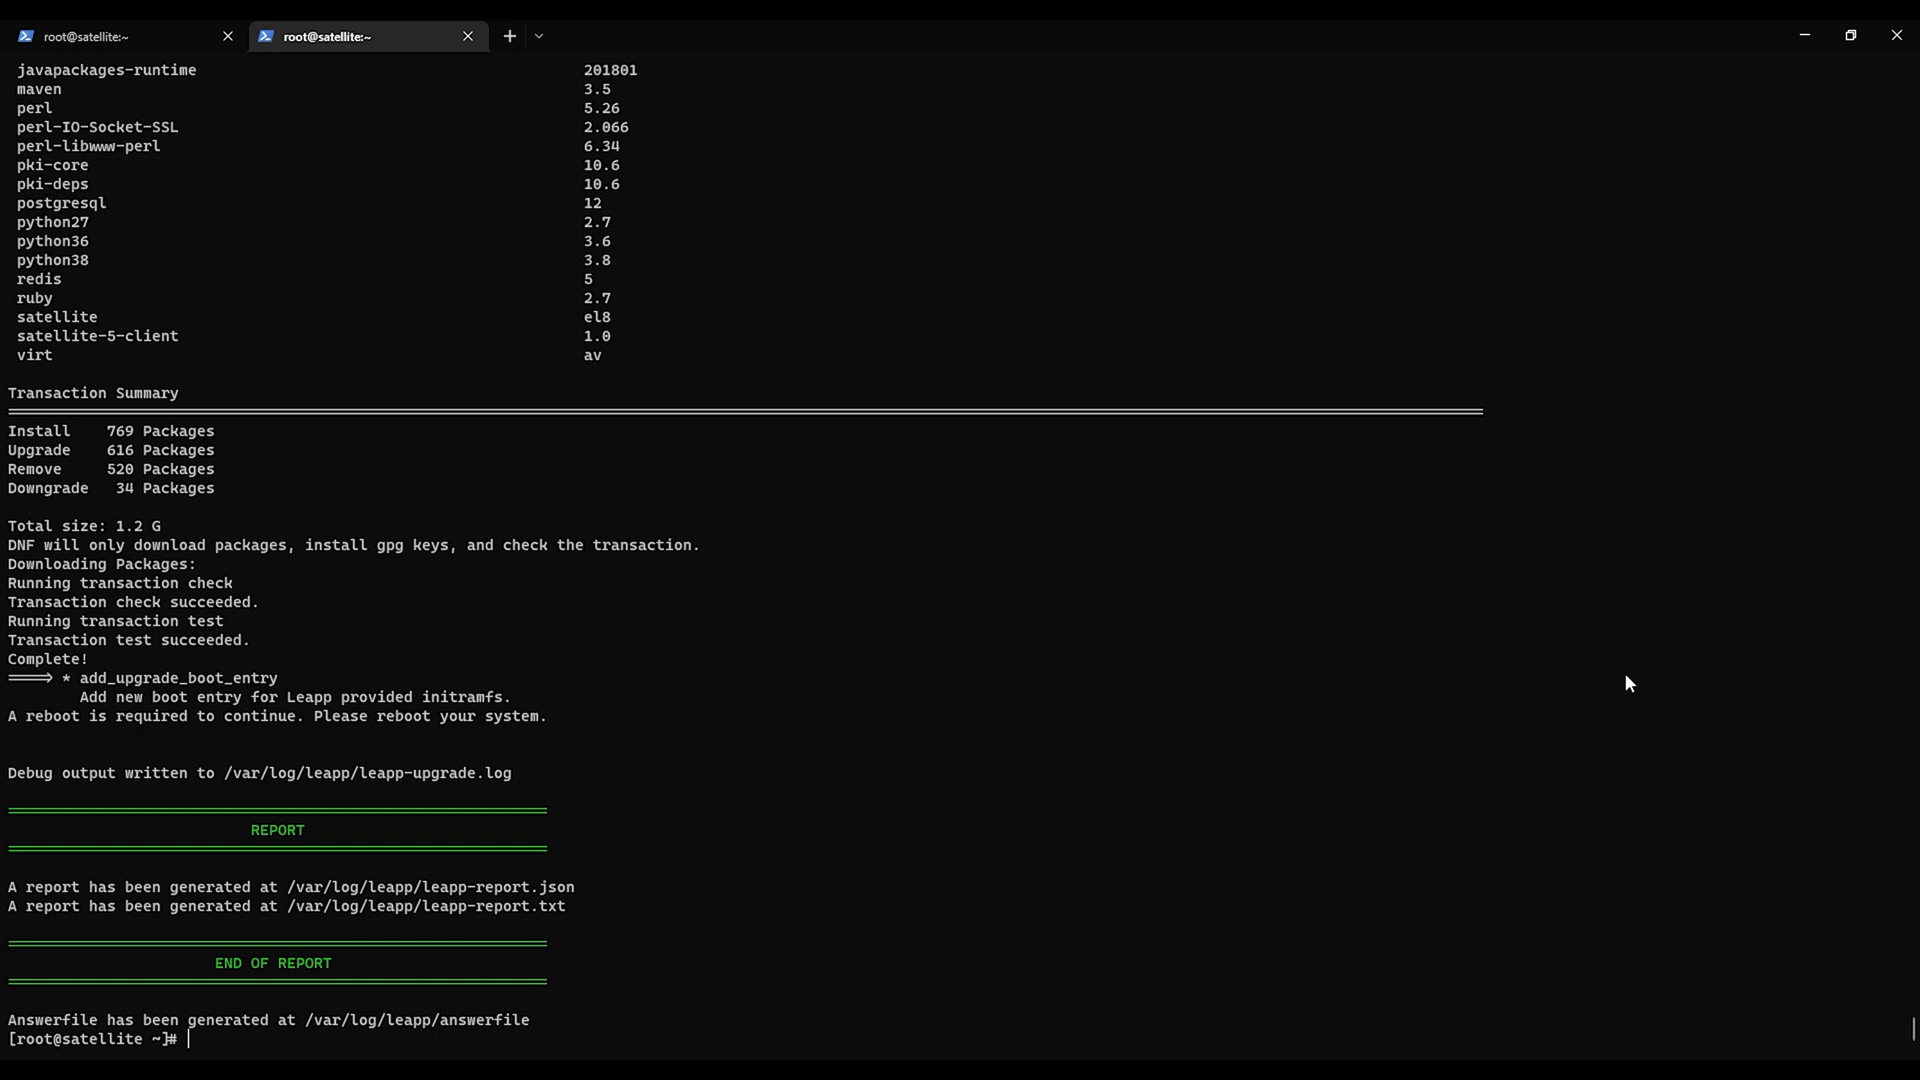 root@satellite:~ root@satellite:~
javapackages-runtime 201801
maven 3.5
perl 5.26
perl-IO-Socket-SSL 2.066
perl-libwww-perl 6.34
pki-core 10.6
pki-deps 10.6
postgresql 12
python27 2.7
python36 3.6
python38 3.8
redis 5
ruby 2.7
satellite el8
satellite-5-client 1.0
virt av
Transaction Summary
Install 769 Packages
Upgrade 616 Packages
Remove 520 Packages
Downgrade 34 Packages
Total size: 1.2 G
DNF will only download packages, install gpg keys, and check the transaction.
Downloading Packages:
Running transaction check
Transaction check succeeded.
Running transaction test
Transaction test succeeded.
Complete!
====> * add_upgrade_boot_entry
Add new boot entry for Leapp provided initramfs.
A reboot is required to continue. Please reboot your system.
Debug output written to /var/log/leapp/leapp-upgrade.log
REPORT
A report has been generated at /var/log/leapp/leapp-report.json
A report has been generated at /var/log/leapp/leapp-report.txt
END OF REPORT
Answerfile has been generated at /var/log/leapp/answerfile
[root@satellite ~]#